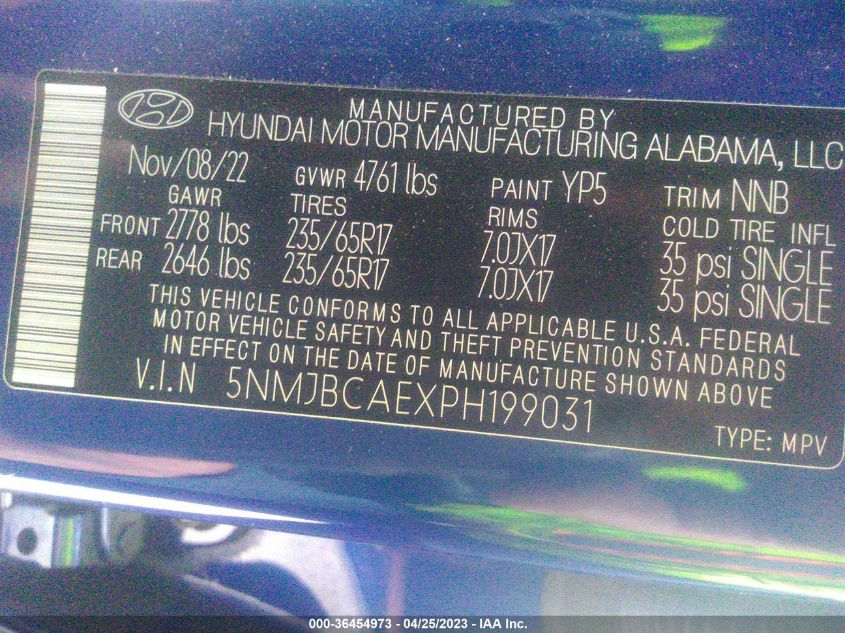 MANUFACTURED BY
HYUNDAI MOTOR MANUFACTURING ALABAMA, LLC
Nov/08/22 GVWR 4761 lbs PAINT YP5 TRIM NNB
GAWR TIRES RIMS COLD TIRE INFL
FRONT 2778 lbs 235/65R17 7.0JX17 35 psi SINGLE
REAR 2646 lbs 235/65R17 7.0JX17 35 psi SINGLE
THIS VEHICLE CONFORMS TO ALL APPLICABLE U.S.A. FEDERAL
MOTOR VEHICLE SAFETY AND THEFT PREVENTION STANDARDS
IN EFFECT ON THE DATE OF MANUFACTURE SHOWN ABOVE
V.I.N 5NMJBCAEXPH199031
TYPE: MPV
000-36454973 - 04/25/2023 - IAA Inc.